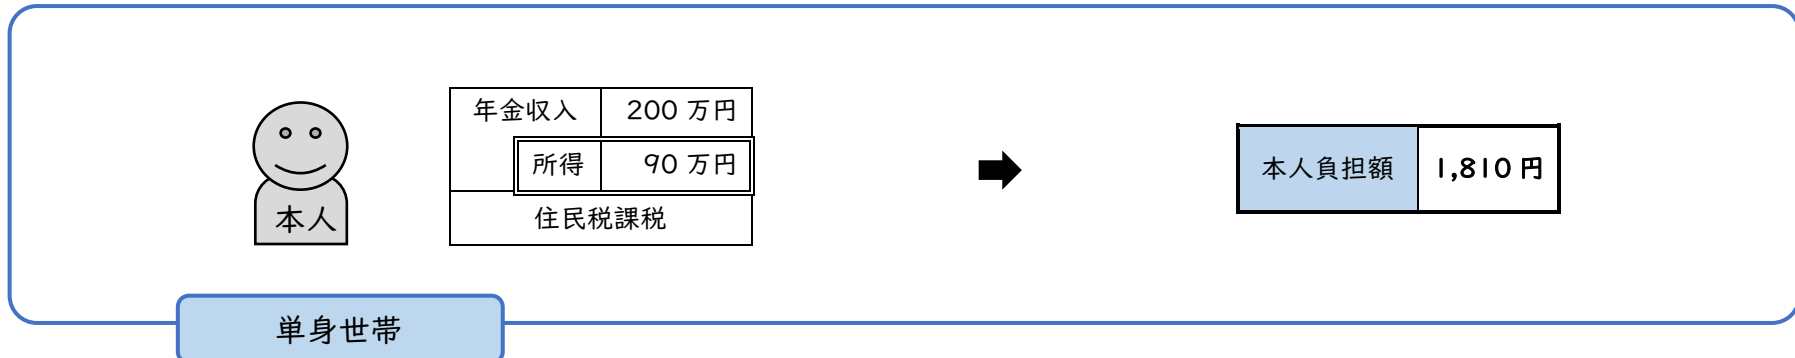 年金収入 200 万円
所得 90 万円
住民税課税
本人
本人負担額 1,810 円
単身世帯